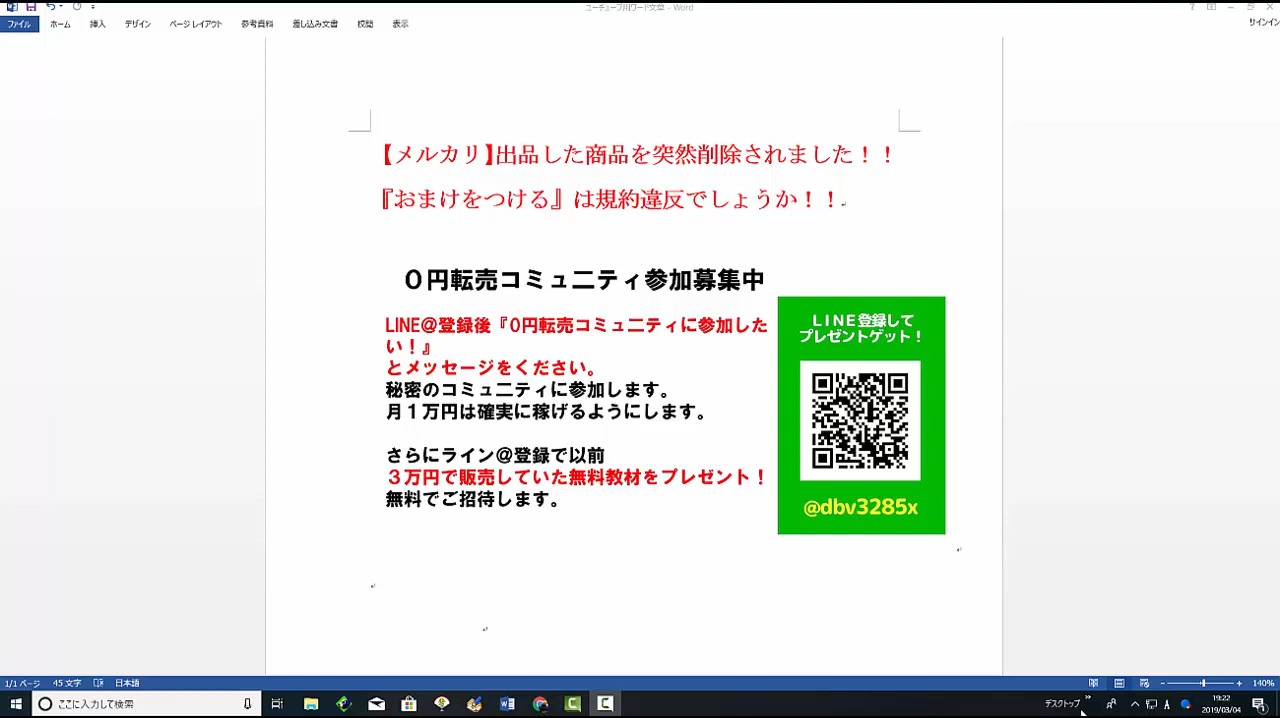 ユーチューブ用ワード文章 - Word
ファイル ホーム 挿入 デザイン ページ レイアウト 参考資料 差し込み文書 校閲 表示
サインイン
【メルカリ】出品した商品を突然削除されました！！
『おまけをつける』は規約違反でしょうか！！
０円転売コミュニティ参加募集中
LINE@登録後『0円転売コミュニティに参加した
い！』
とメッセージをください。
秘密のコミュニティに参加します。
月１万円は確実に稼げるようにします。
さらにライン@登録で以前
３万円で販売していた無料教材をプレゼント！
無料でご招待します。
ＬＩＮＥ登録して
プレゼントゲット！
@dbv3285x
1/1 ページ 45 文字 日本語
140%
ここに入力して検索
デスクトップ
19:22
2019/03/04